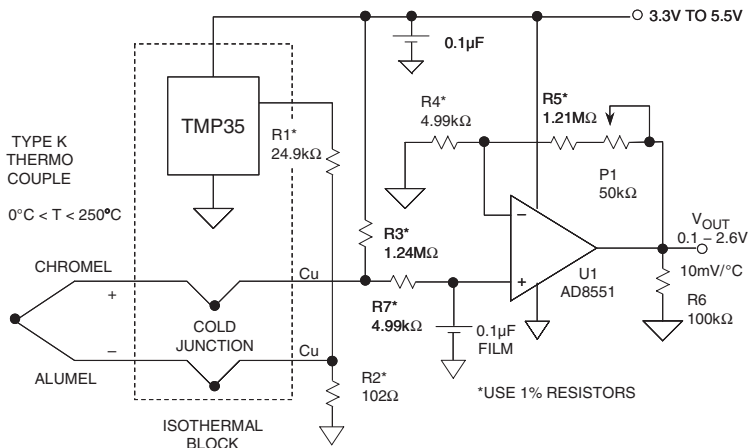 3.3V TO 5.5V
0.1µF
TMP35
R1*
24.9kΩ
R4*
4.99kΩ
R5*
1.21MΩ
P1
50kΩ
TYPE K
THERMO
COUPLE
0°C < T < 250°C
R3*
1.24MΩ
–
+
U1
AD8551
VOUT
0.1 – 2.6V
10mV/°C
R6
100kΩ
CHROMEL
+
Cu
COLD
JUNCTION
R7*
4.99kΩ
0.1µF
FILM
–
ALUMEL
Cu
R2*
102Ω
*USE 1% RESISTORS
ISOTHERMAL
BLOCK